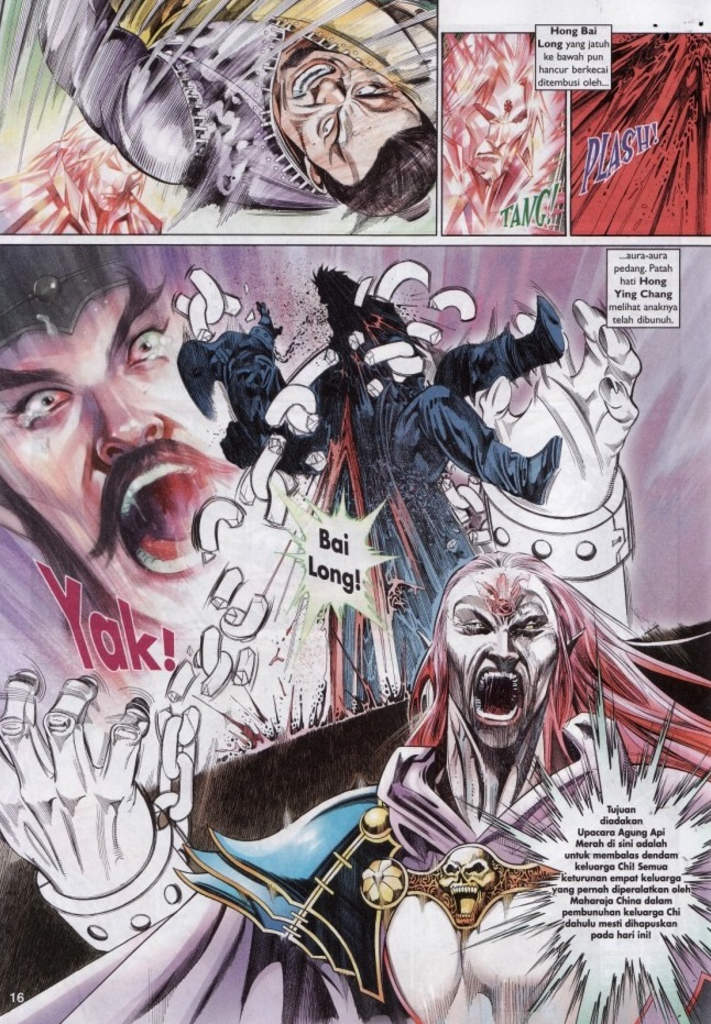 Hong Bai
Long yang jatuh
ke bawah pun
hancur berkecai
ditembusi oleh...
TANG!
PLASH!
...aura-aura
pedang. Patah
hati Hong
Ying Chang
melihat anaknya
telah dibunuh.
Bai
Long!
Yak!
Tujuan
diadakan
Upacara Agung Api
Merah di sini adalah
untuk membalas dendam
keluarga Chi! Semua
keturunan empat keluarga
yang pernah diperalatkan oleh
Maharaja China dalam
pembunuhan keluarga Chi
dahulu mesti dihapuskan
pada hari ini!
16